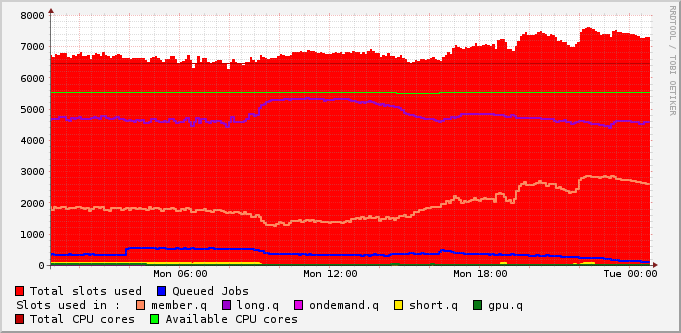 RRDTOOL / TOBI OETIKER
8000
7000
6000
5000
4000
3000
2000
1000
0
Mon 06:00 Mon 12:00 Mon 18:00 Tue 00:00
Total slots used Queued Jobs
Slots used in : member.q long.q ondemand.q short.q gpu.q
Total CPU cores Available CPU cores